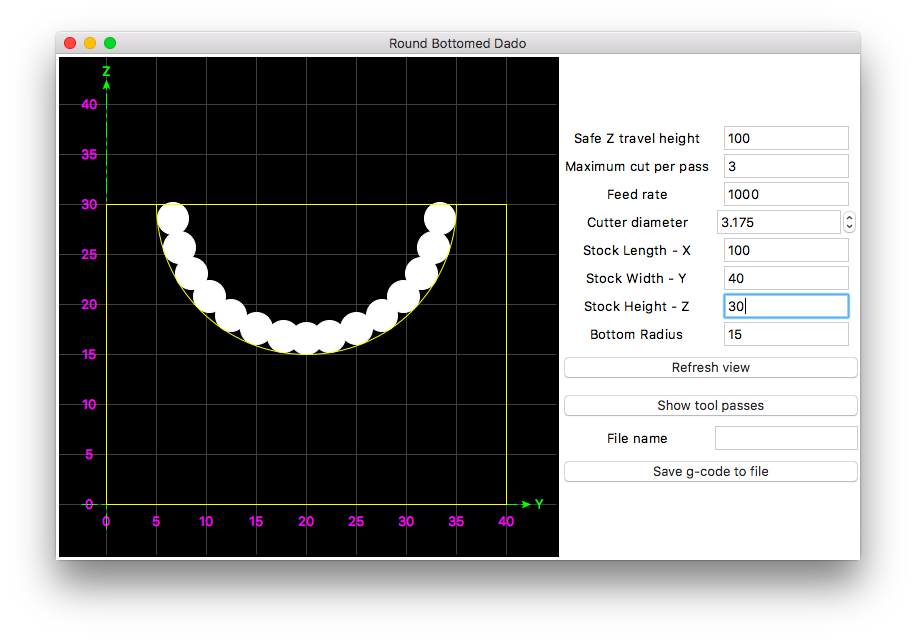 Round Bottomed Dado
Z
40
35
30
25
20
15
10
5
0
0 5 10 15 20 25 30 35 40
Y
Safe Z travel height 100
Maximum cut per pass 3
Feed rate 1000
Cutter diameter 3.175
Stock Length - X 100
Stock Width - Y 40
Stock Height - Z 30
Bottom Radius 15
Refresh view
Show tool passes
File name
Save g-code to file